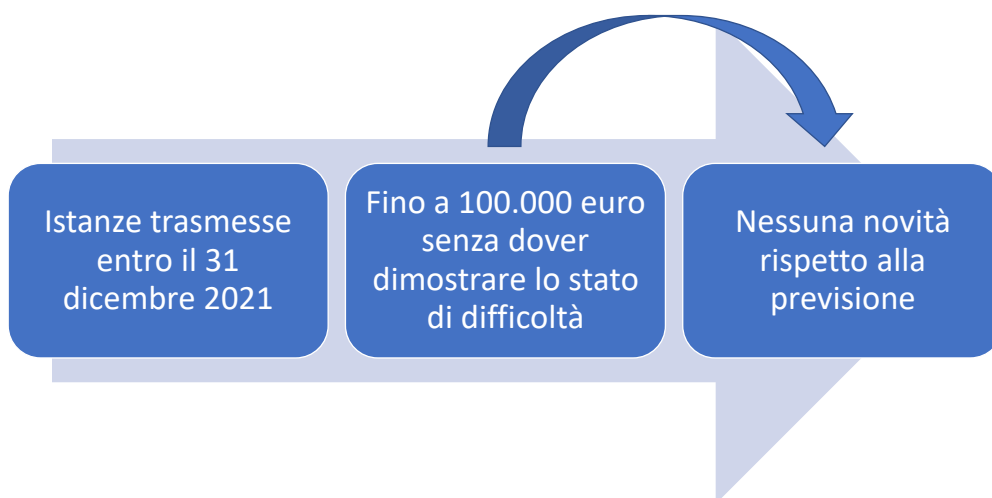 Istanze trasmesse
entro il 31
dicembre 2021
Fino a 100.000 euro
senza dover
dimostrare lo stato
di difficoltà
Nessuna novità
rispetto alla
previsione